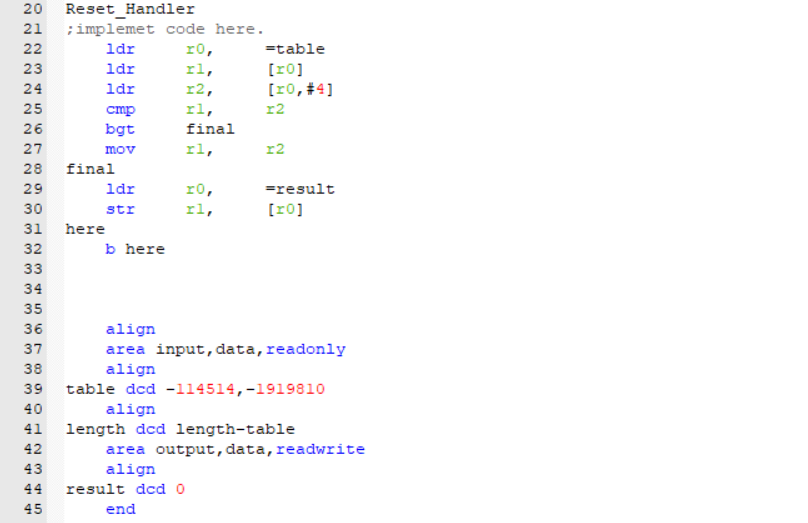 20 Reset_Handler
21 ;implemet code here.
22 ldr r0, =table
23 ldr r1, [r0]
24 ldr r2, [r0,#4]
25 cmp r1, r2
26 bgt final
27 mov r1, r2
28 final
29 ldr r0, =result
30 str r1, [r0]
31 here
32 b here
33
34
35
36 align
37 area input,data,readonly
38 align
39 table dcd -114514,-1919810
40 align
41 length dcd length-table
42 area output,data,readwrite
43 align
44 result dcd 0
45 end